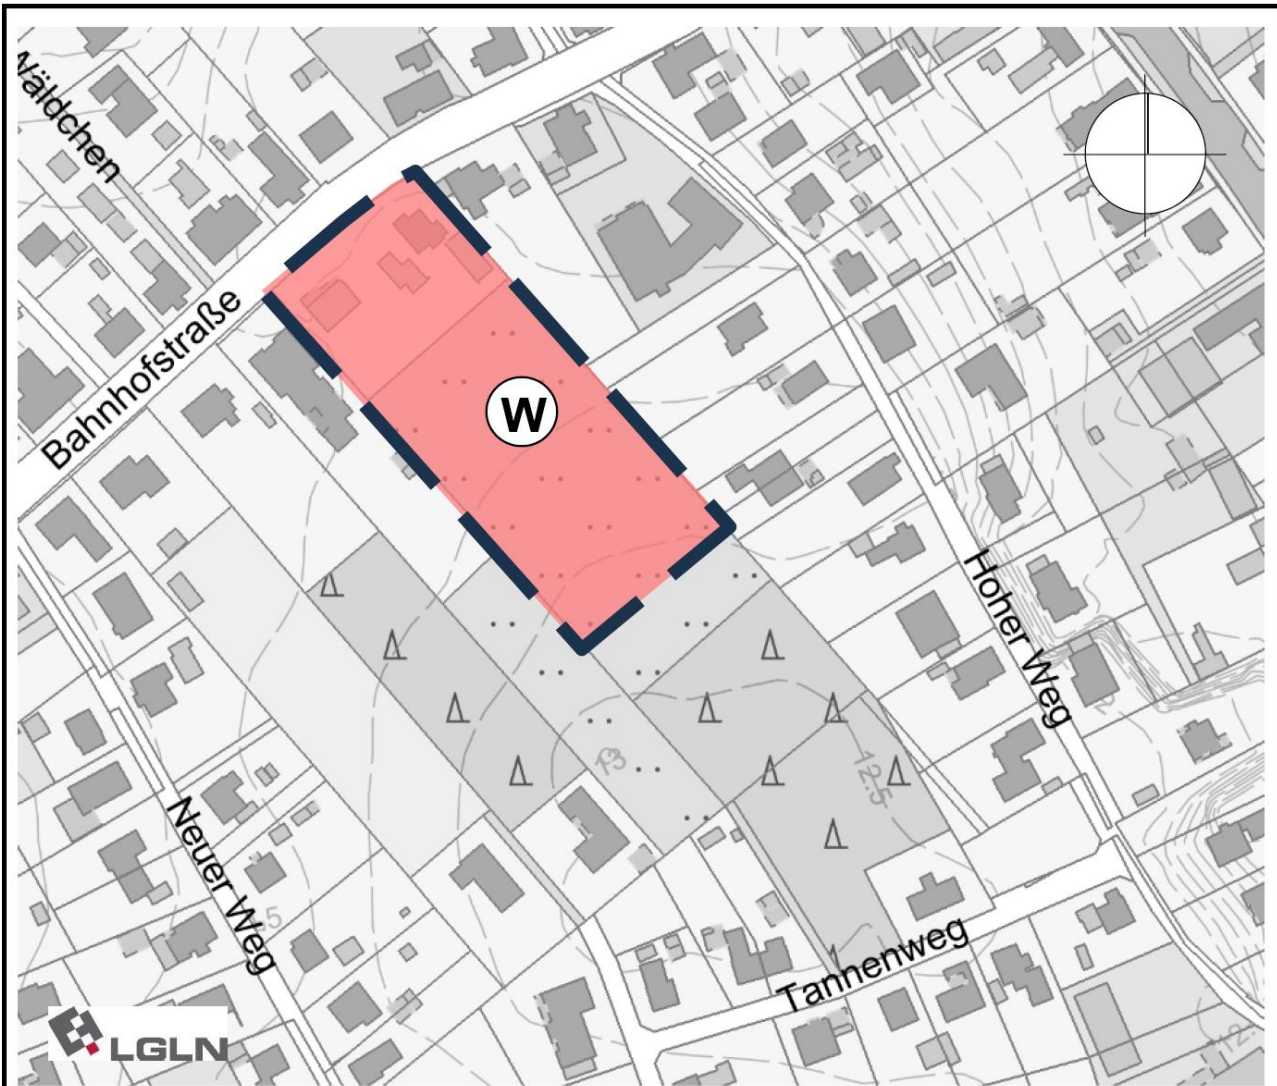 Wäldchen
Bahnhofstraße
W
Hoher Weg
13
12.5
Neuer Weg
Tannenweg
LGLN